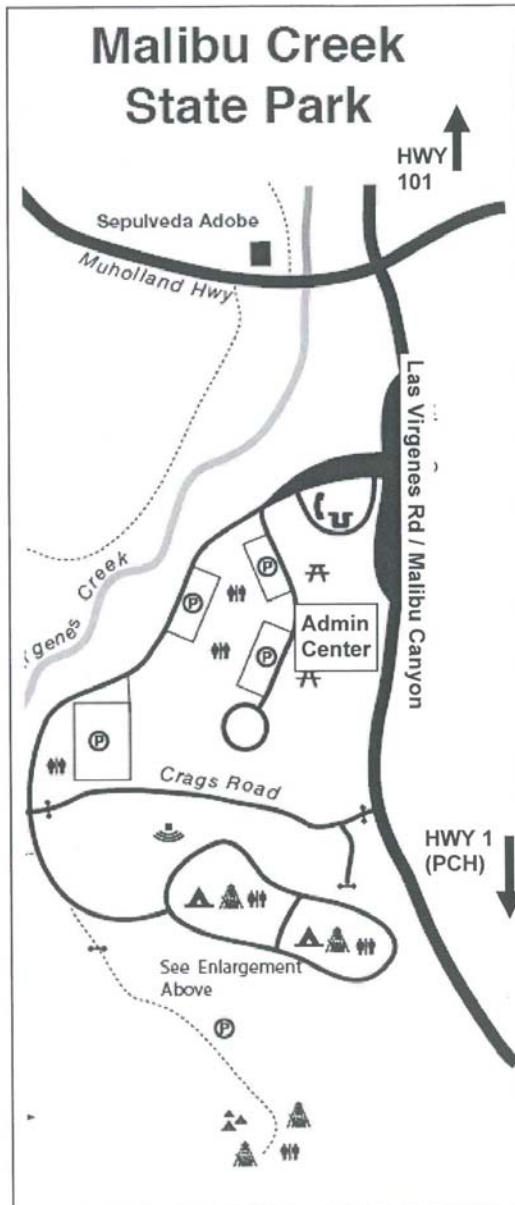 Malibu Creek
State Park
HWY
101
Sepulveda Adobe
Muholland Hwy
Las Virgenes Rd / Malibu Canyon
Creek
P
P
Admin
Center
P
P
Crags Road
HWY 1
(PCH)
See Enlargement
Above
P